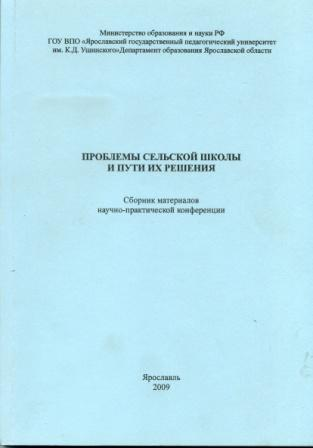 Министерство образования и науки РФ
ГОУ ВПО «Ярославский государственный педагогический университет
им. К.Д. Ушинского»Департамент образования Ярославской области
ПРОБЛЕМЫ СЕЛЬСКОЙ ШКОЛЫ
И ПУТИ ИХ РЕШЕНИЯ
Сборник материалов
научно-практической конференции
Ярославль
2009